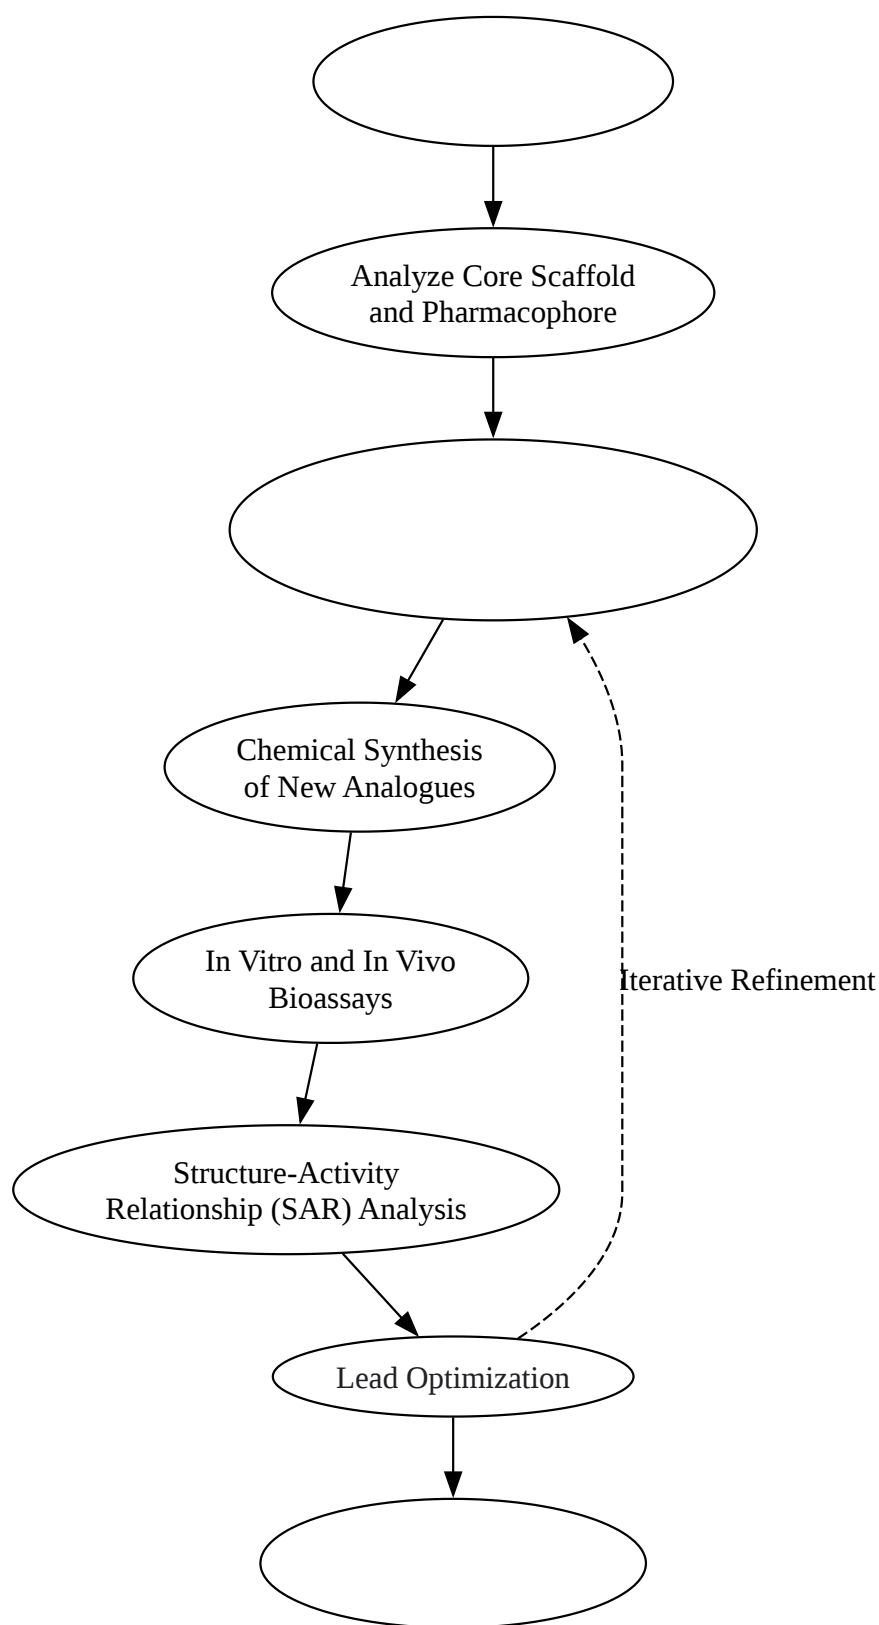 Analyze Core Scaffold
and Pharmacophore
Chemical Synthesis
of New Analogues
In Vitro and In Vivo
Bioassays
Iterative Refinement
Structure-Activity
Relationship (SAR) Analysis
Lead Optimization